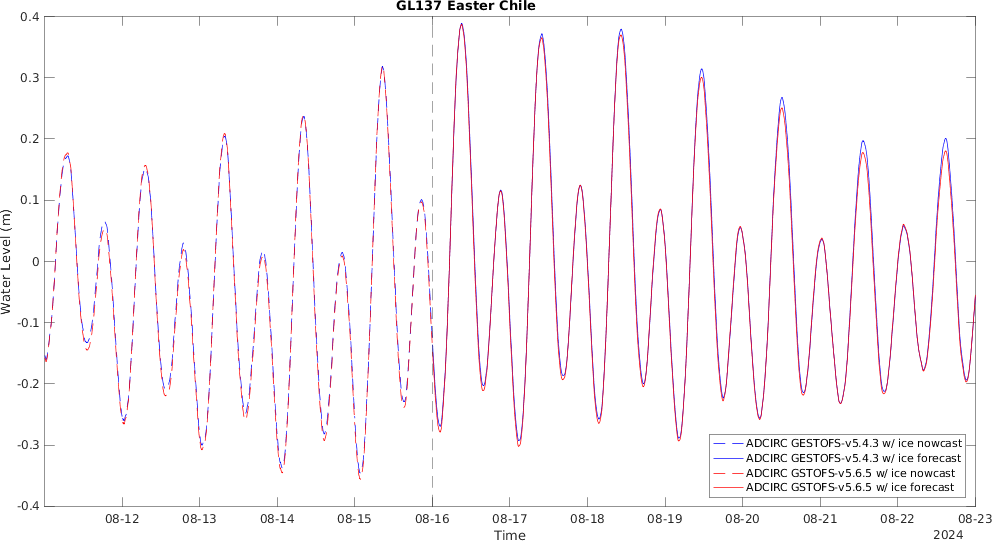 GL137 Easter Chile
0.4
0.3
0.2
0.1
0
-0.1
-0.2
-0.3
-0.4
Water Level (m)
ADCIRC GESTOFS-v5.4.3 w/ ice nowcast
ADCIRC GESTOFS-v5.4.3 w/ ice forecast
ADCIRC GSTOFS-v5.6.5 w/ ice nowcast
ADCIRC GSTOFS-v5.6.5 w/ ice forecast
08-12 08-13 08-14 08-15 08-16 08-17 08-18 08-19 08-20 08-21 08-22 08-23
Time
2024